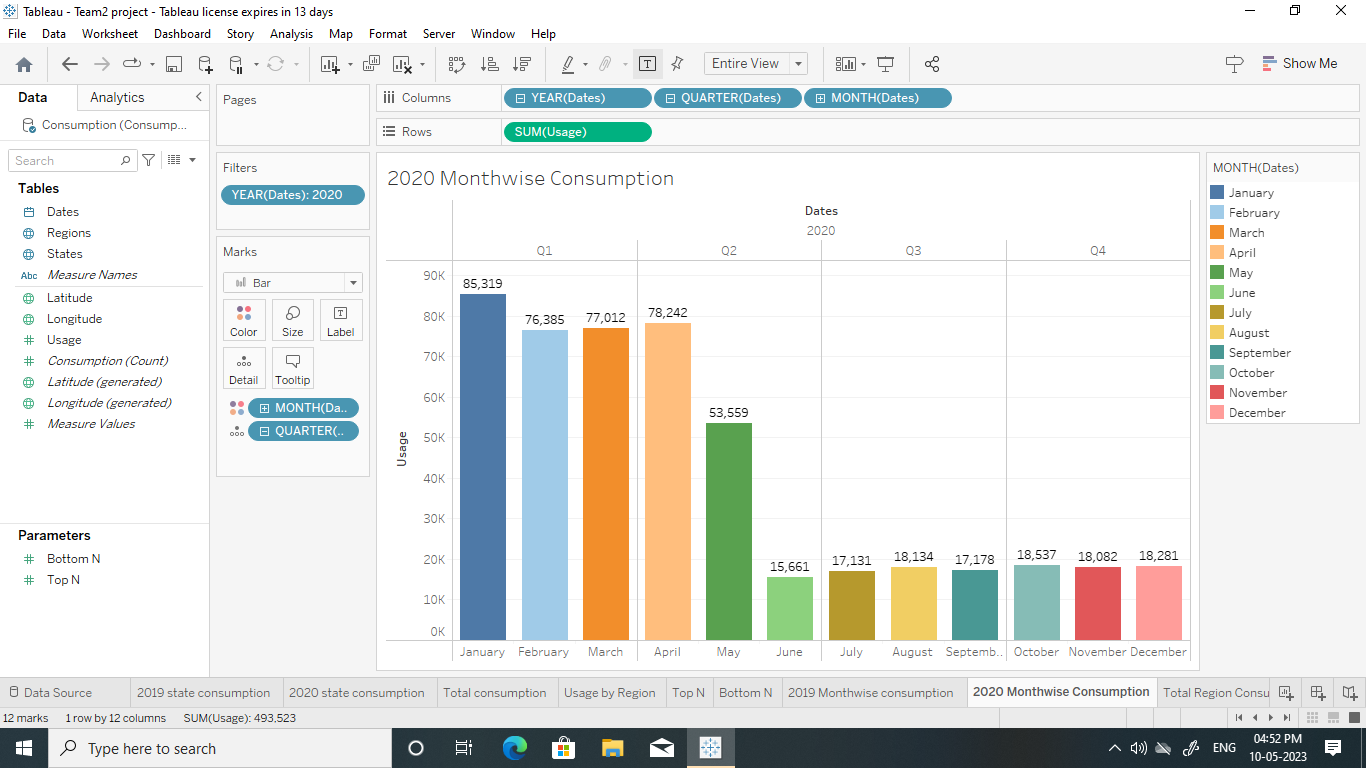 Tableau - Team2 project - Tableau license expires in 13 days
File Data Worksheet Dashboard Story Analysis Map Format Server Window Help
Entire View
Show Me
Data Analytics
Consumption (Consump...
Search
Tables
Dates
Regions
States
Abc Measure Names
Latitude
Longitude
Usage
Consumption (Count)
Latitude (generated)
Longitude (generated)
Measure Values
Parameters
Bottom N
Top N
Pages
Filters
YEAR(Dates): 2020
Marks
Bar
Color Size Label
Detail Tooltip
MONTH(Da..
QUARTER(..
Columns YEAR(Dates) QUARTER(Dates) MONTH(Dates)
Rows SUM(Usage)
2020 Monthwise Consumption
Dates
2020
Q1 Q2 Q3 Q4
Usage
90K
80K
70K
60K
50K
40K
30K
20K
10K
0K
85,319 76,385 77,012 78,242 53,559 15,661 17,131 18,134 17,178 18,537 18,082 18,281
January February March April May June July August Septemb.. October November December
MONTH(Dates)
January
February
March
April
May
June
July
August
September
October
November
December
Data Source 2019 state consumption 2020 state consumption Total consumption Usage by Region Top N Bottom N 2019 Monthwise consumption 2020 Monthwise Consumption Total Region Consu
12 marks 1 row by 12 columns SUM(Usage): 493,523
Type here to search
ENG
04:52 PM
10-05-2023